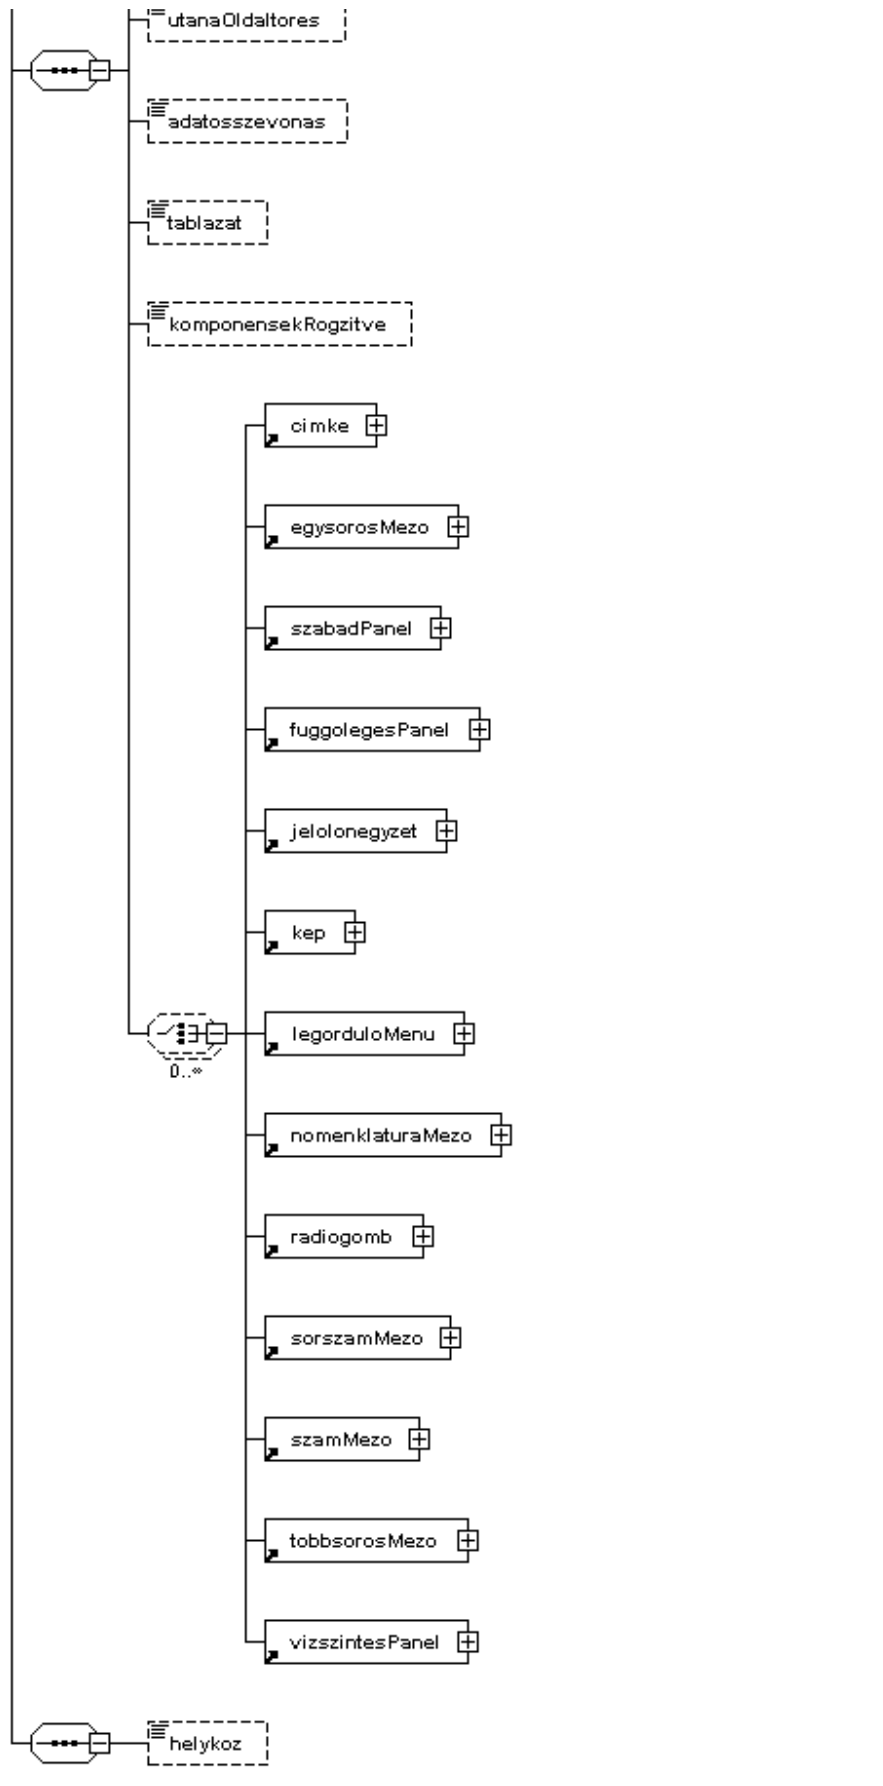 utanaOldaltores
adatosszevonas
tablazat
komponensekRogzitve
cimke
egysorosMezo
szabadPanel
fuggolegesPanel
jelolonegyzet
kep
legorduloMenu
0..∞
nomenklaturaMezo
radiogomb
sorszamMezo
szamMezo
tobbsorosMezo
vizszintesPanel
helykoz